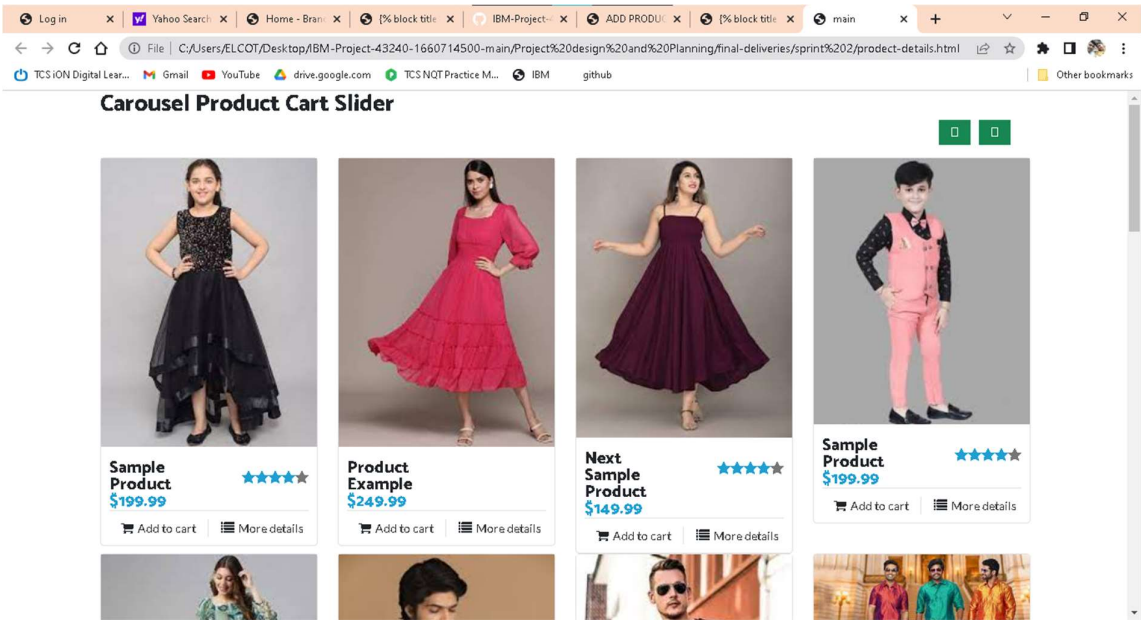 Log in
Yahoo Search
Home - Bran
{% block title
IBM-Project-4
ADD PRODUC
{% block title
main
File | C:/Users/ELCOT/Desktop/IBM-Project-43240-1660714500-main/Project%20design%20and%20Planning/final-deliveries/sprint%202/prodect-details.html
TCS iON Digital Lear...
Gmail
YouTube
drive.google.com
TCS NQT Practice M...
IBM
github
Other bookmarks
Carousel Product Cart Slider
Sample
Product
$199.99
Add to cart
More details
Product
Example
$249.99
Add to cart
More details
Next
Sample
Product
$149.99
Add to cart
More details
Sample
Product
$199.99
Add to cart
More details